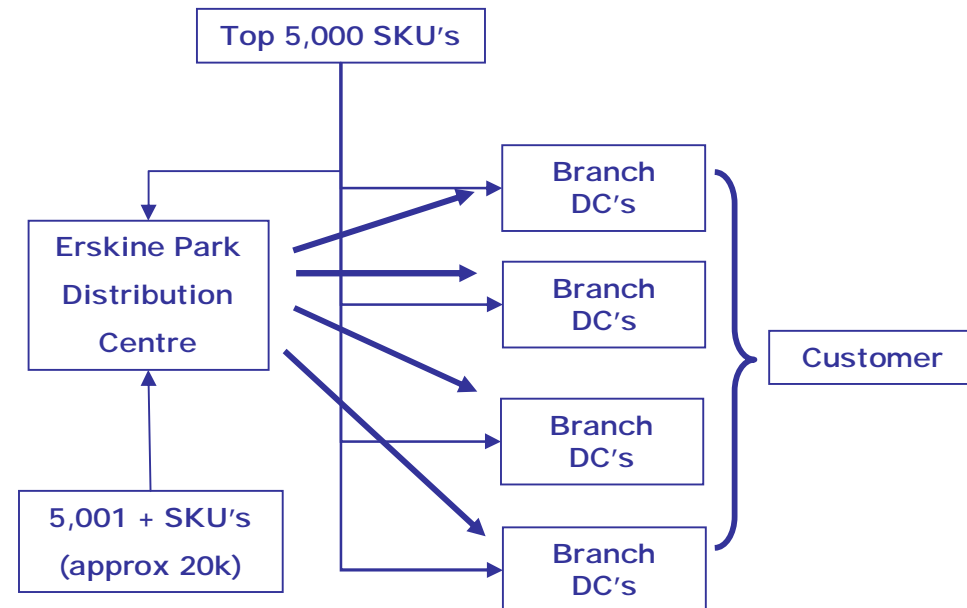 Top 5,000 SKU's
Branch
DC's
Erskine Park
Distribution
Centre
Branch
DC's
Customer
Branch
DC's
5,001 + SKU's
(approx 20k)
Branch
DC's